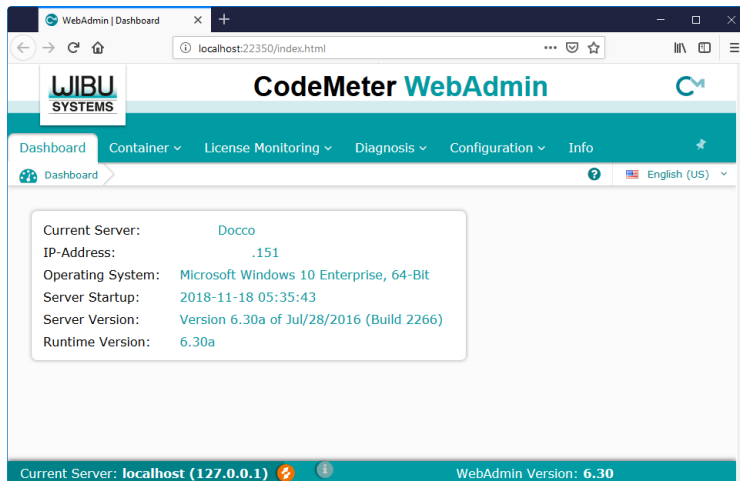 WebAdmin | Dashboard
localhost:22350/index.html
WIBU
SYSTEMS
CodeMeter WebAdmin
Dashboard Container License Monitoring Diagnosis Configuration Info
Dashboard
English (US)
Current Server: Docco
IP-Address: .151
Operating System: Microsoft Windows 10 Enterprise, 64-Bit
Server Startup: 2018-11-18 05:35:43
Server Version: Version 6.30a of Jul/28/2016 (Build 2266)
Runtime Version: 6.30a
Current Server: localhost (127.0.0.1) WebAdmin Version: 6.30